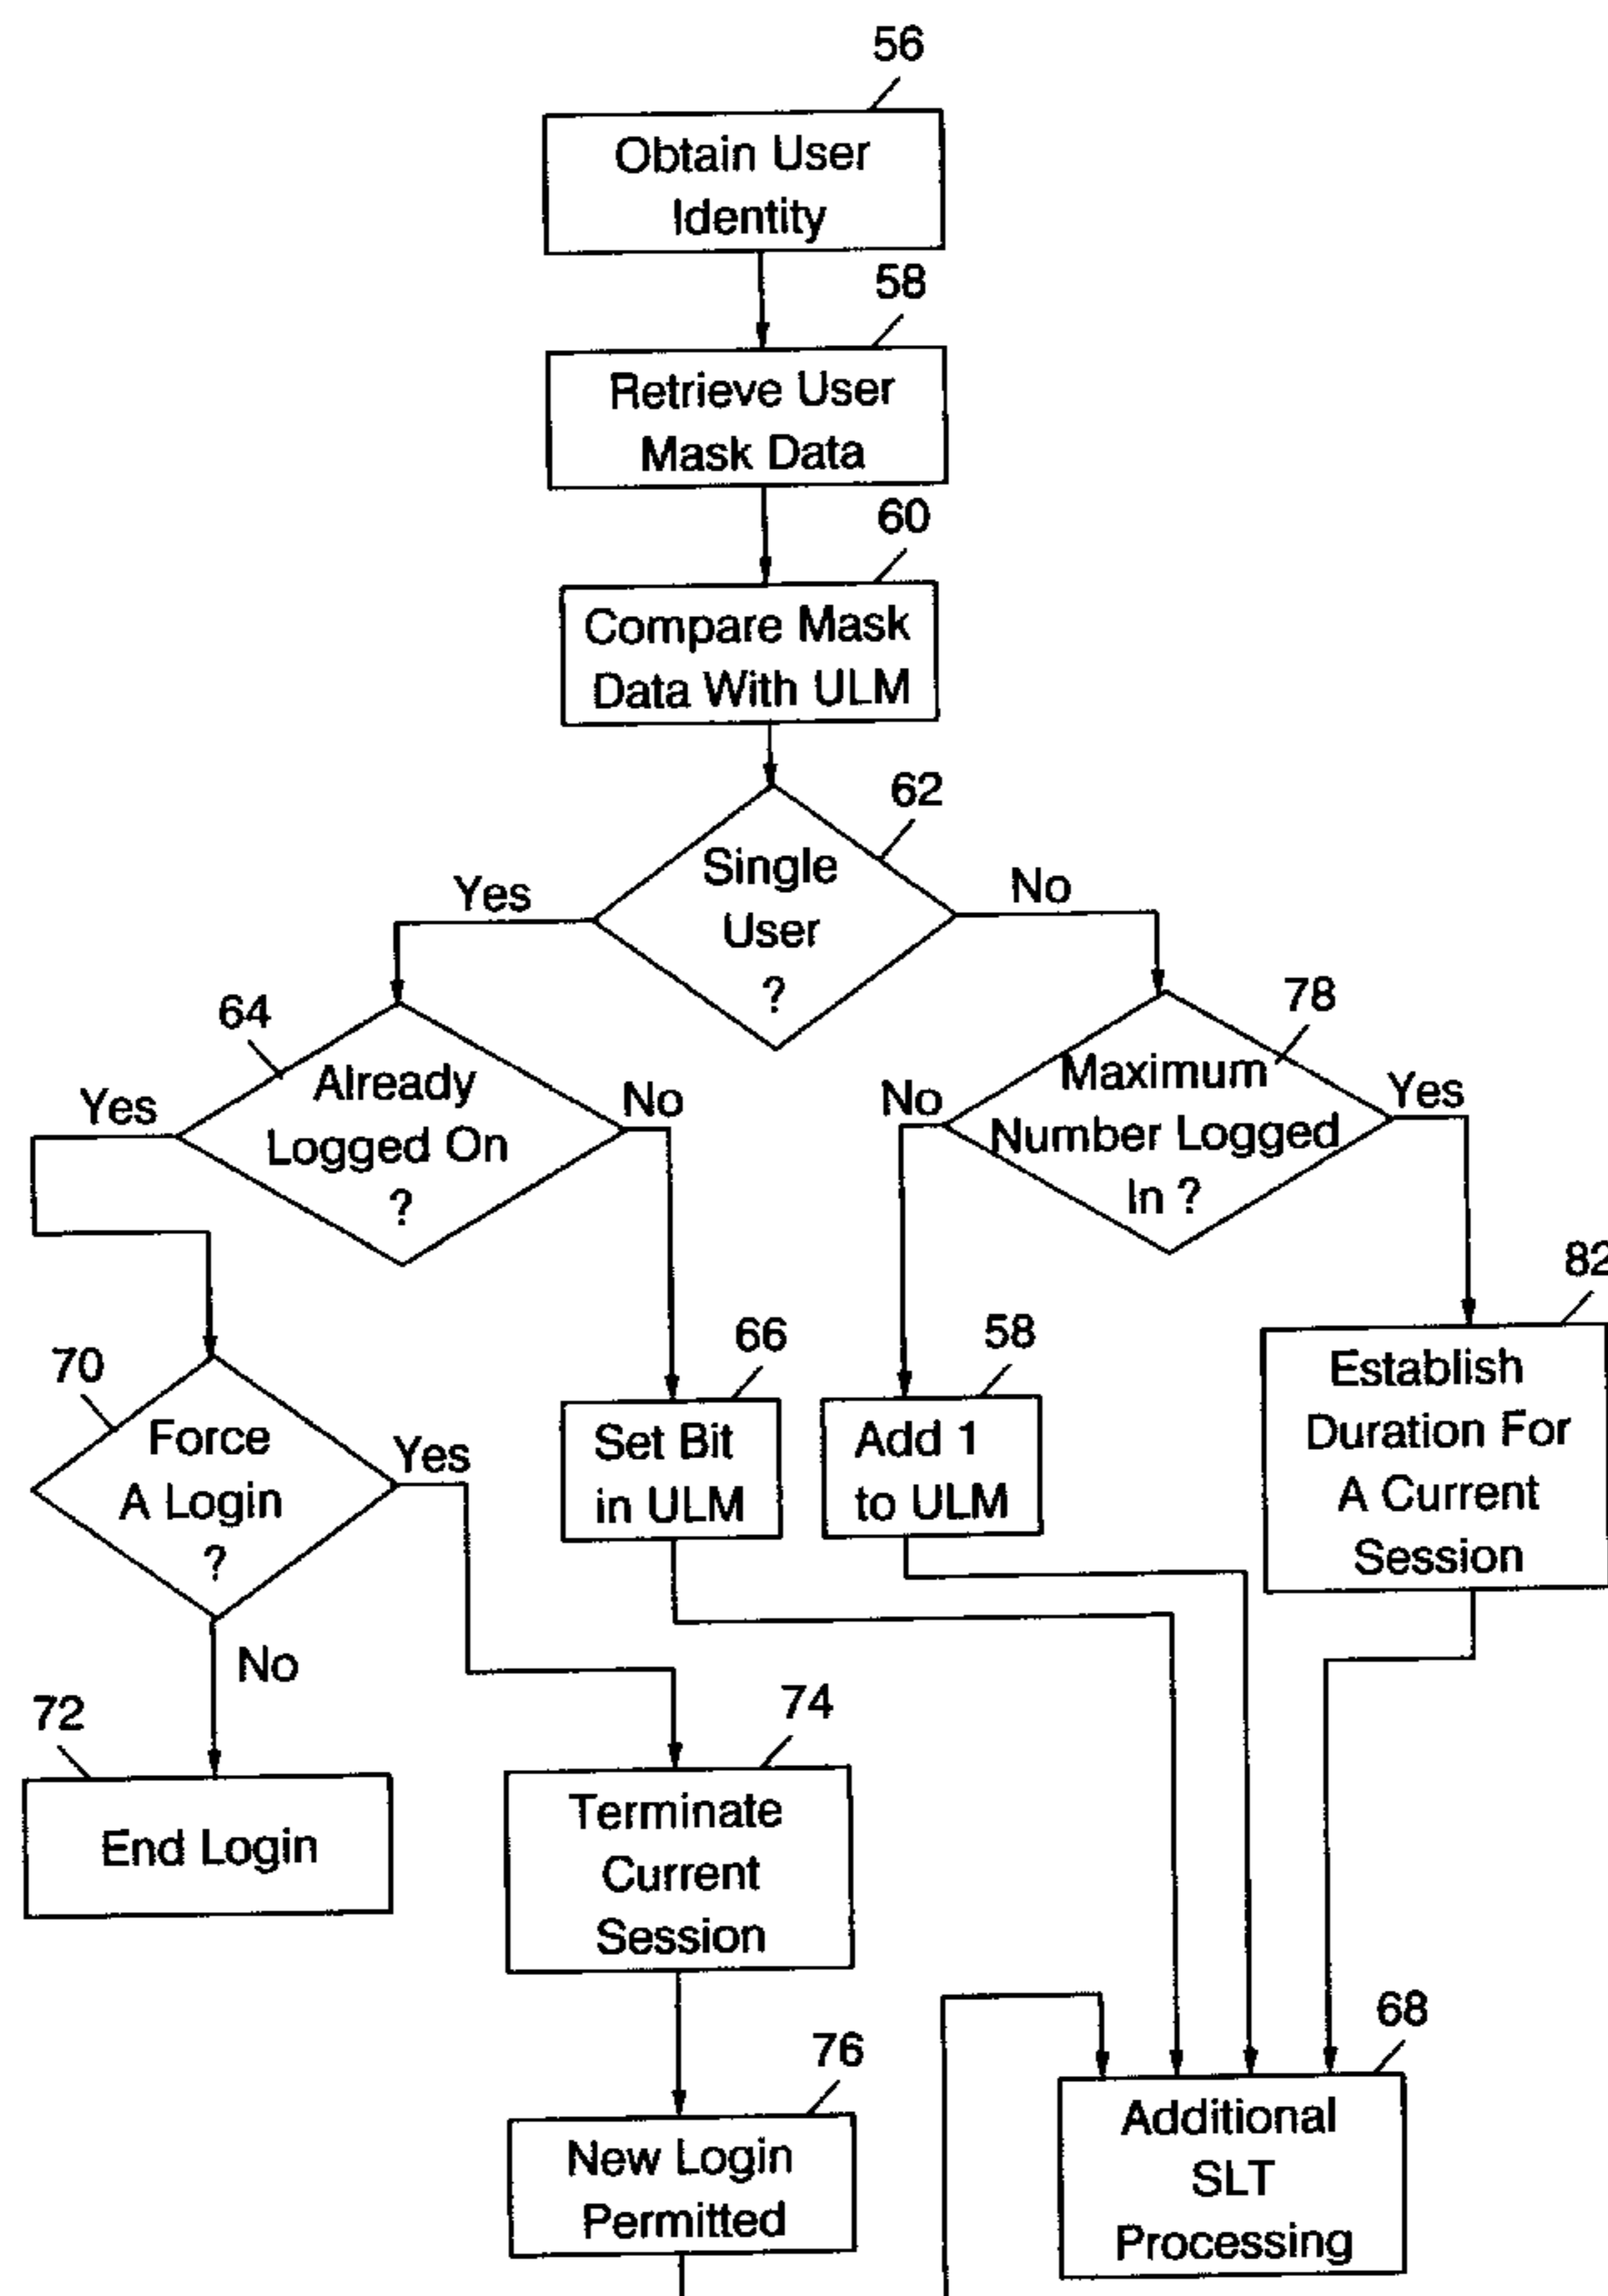 56
Obtain User
Identity
58
Retrieve User
Mask Data
60
Compare Mask
Data With ULM
62
Single
User
?
Yes
No
64
Already
Logged On
?
Yes
No
78
Maximum
Number Logged
In ?
No
Yes
70
Force
A Login
?
Yes
No
66
Set Bit
in ULM
58
Add 1
to ULM
82
Establish
Duration For
A Current
Session
72
End Login
74
Terminate
Current
Session
76
New Login
Permitted
68
Additional
SLT
Processing